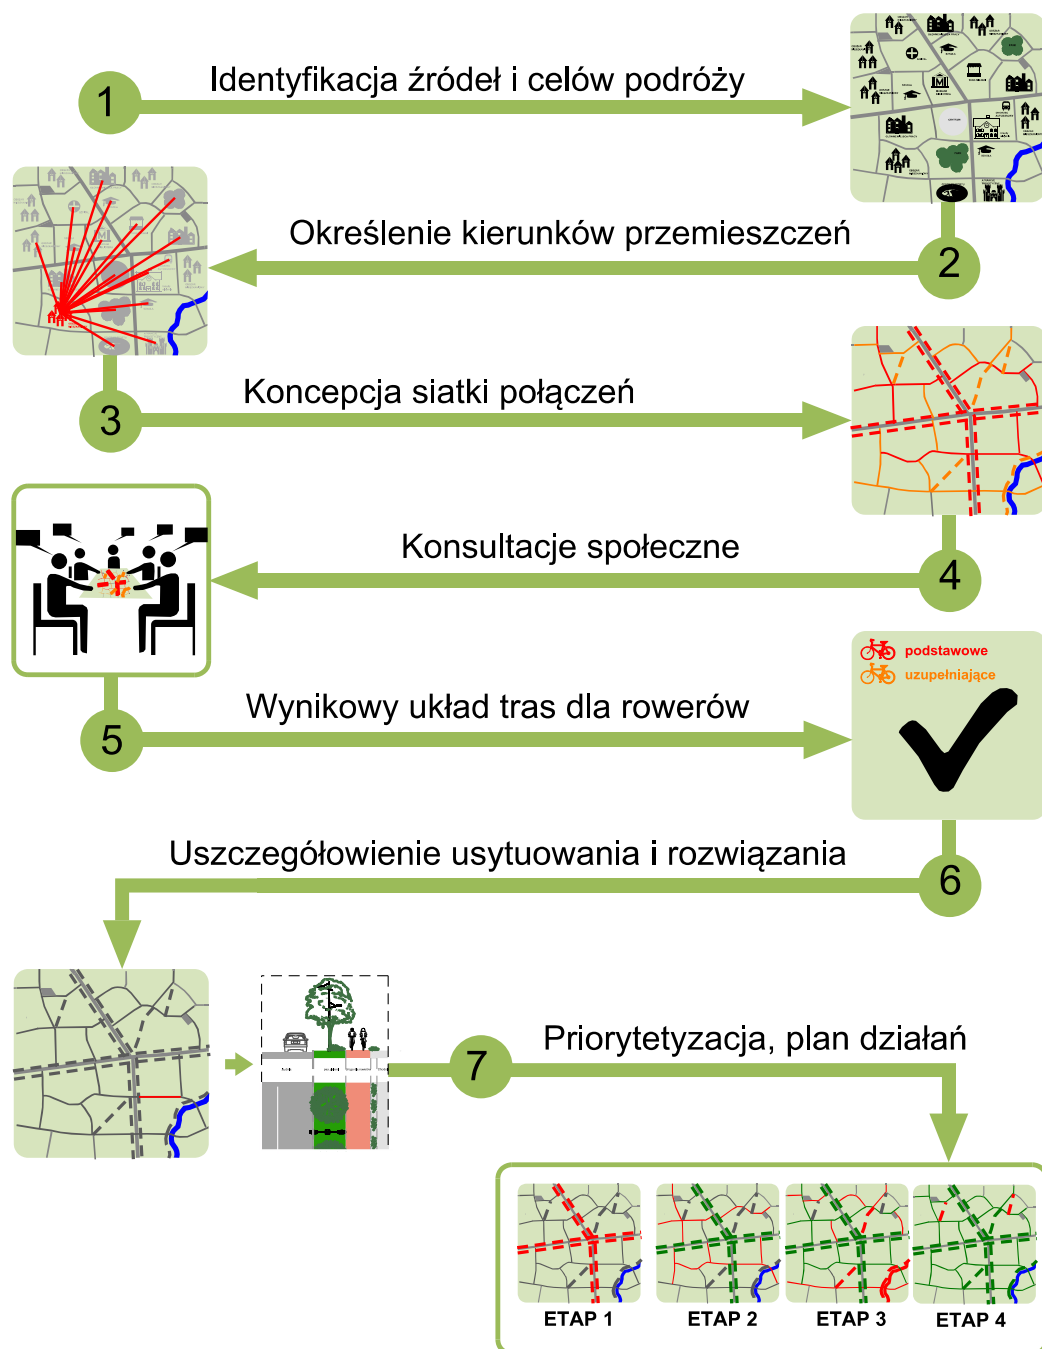 1
Identyfikacja źródeł i celów podróży
Określenie kierunków przemieszczeń
2
3
Koncepcja siatki połączeń
Konsultacje społeczne
4
5
Wynikowy układ tras dla rowerów
podstawowe
uzupełniające
Uszczegółowienie usytuowania i rozwiązania
6
7
Priorytetyzacja, plan działań
ETAP 1
ETAP 2
ETAP 3
ETAP 4